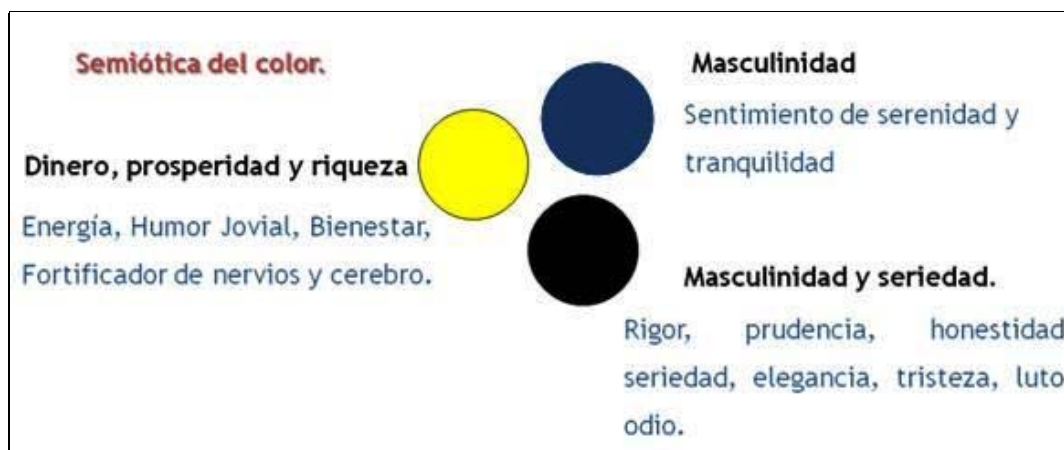 Semiótica del color.
Dinero, prosperidad y riqueza
Energía, Humor Jovial, Bienestar,
Fortificador de nervios y cerebro.
Masculinidad
Sentimiento de serenidad y
tranquilidad
Masculinidad y seriedad.
Rigor, prudencia, honestidad
seriedad, elegancia, tristeza, luto
odio.